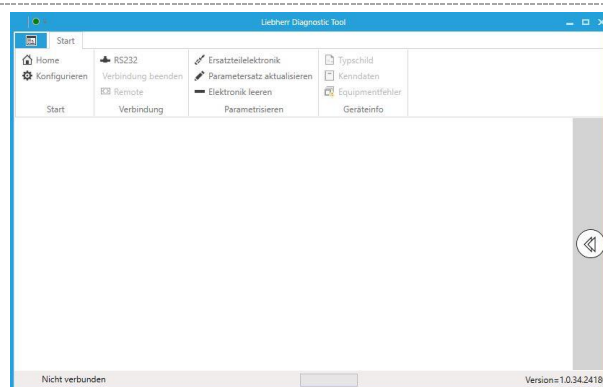 Liebherr Diagnostic Tool
Start
Home
Konfigurieren
Start
RS232
Verbindung beenden
Remote
Verbindung
Ersatzteilelektronik
Parametersatz aktualisieren
Elektronik leeren
Parametrisieren
Typschild
Kenndaten
Equipmentfehler
Geräteinfo
Nicht verbunden
Version=1.0.34.2418